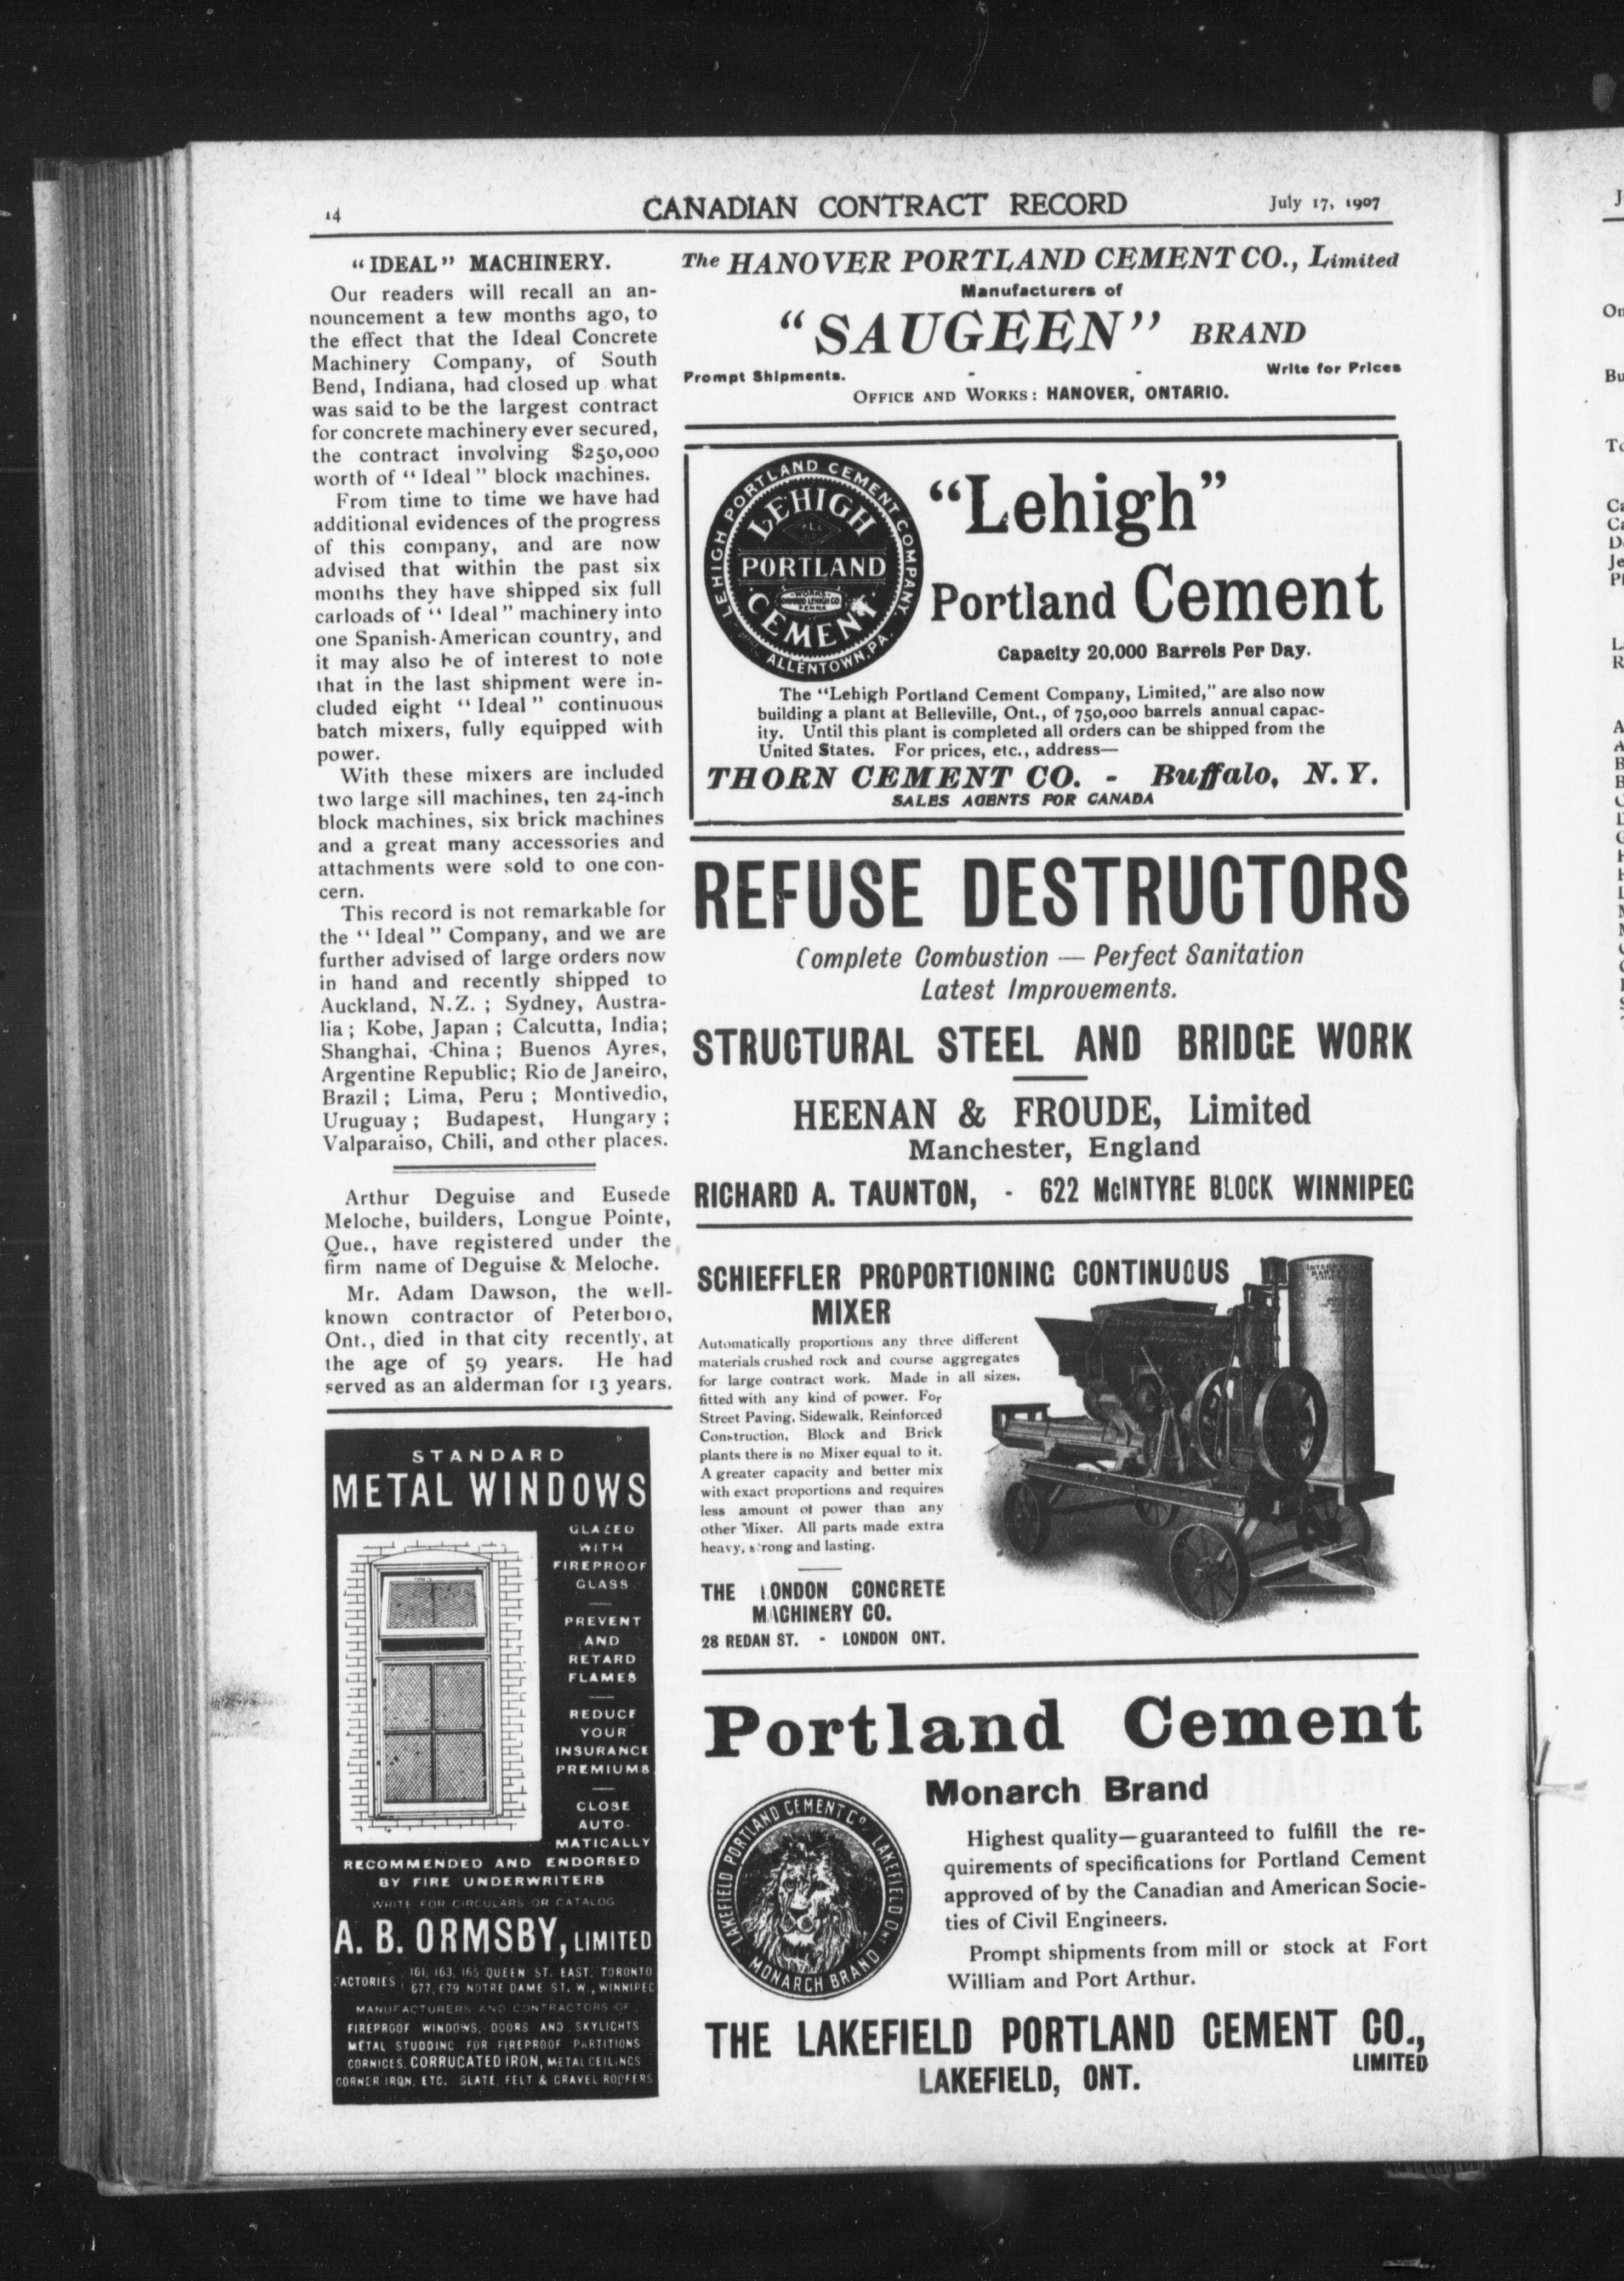 14
CANADIAN CONTRACT RECORD
July 17, 1907
"IDEAL" MACHINERY.
Our readers will recall an an-
nouncement a few months ago, to
the effect that the Ideal Concrete
Machinery Company, of South
Bend, Indiana, had closed up what
was said to be the largest contract
for concrete machinery ever secured,
the contract involving $250,000
worth of "Ideal" block machines.
From time to time we have had
additional evidences of the progress
of this company, and are now
advised that within the past six
months they have shipped six full
carloads of "Ideal" machinery into
one Spanish-American country, and
it may also be of interest to note
that in the last shipment were in-
cluded eight "Ideal" continuous
batch mixers, fully equipped with
power.
With these mixers are included
two large sill machines, ten 24-inch
block machines, six brick machines
and a great many accessories and
attachments were sold to one con-
cern.
This record is not remarkable for
the "Ideal" Company, and we are
further advised of large orders now
in hand and recently shipped to
Auckland, N.Z. ; Sydney, Austra-
lia ; Kobe, Japan ; Calcutta, India;
Shanghai, China ; Buenos Ayres,
Argentine Republic; Rio de Janeiro,
Brazil ; Lima, Peru ; Montivedio,
Uruguay ; Budapest, Hungary ;
Valparaiso, Chili, and other places.
Arthur Deguise and Eusede
Meloche, builders, Longue Pointe,
Que., have registered under the
firm name of Deguise & Meloche.
Mr. Adam Dawson, the well-
known contractor of Peterboro,
Ont., died in that city recently, at
the age of 59 years. He had
served as an alderman for 13 years.
STANDARD
METAL WINDOWS
GLAZED
WITH
FIREPROOF
GLASS
PREVENT
AND
RETARD
FLAMES
REDUCE
YOUR
INSURANCE
PREMIUMS
CLOSE
AUTO-
MATICALLY
RECOMMENDED AND ENDORSED
BY FIRE UNDERWRITERS
WRITE FOR CIRCULARS OR CATALOG
A. B. ORMSBY, LIMITED
FACTORIES: 161, 163, 165 QUEEN ST. EAST, TORONTO
677, 679 NOTRE DAME ST. W., WINNIPEG
MANUFACTURERS AND CONTRACTORS OF
FIREPROOF WINDOWS, DOORS AND SKYLIGHTS
METAL STUDDING FOR FIREPROOF PARTITIONS
CORNICES, CORRUGATED IRON, METAL CEILINGS
CORNER IRON, ETC. SLATE, FELT & GRAVEL ROOFERS
The HANOVER PORTLAND CEMENT CO., Limited
Manufacturers of
"SAUGEEN" BRAND
Prompt Shipments. - - Write for Prices
OFFICE AND WORKS: HANOVER, ONTARIO.
LEHIGH PORTLAND CEMENT COMPANY.
ALLENTOWN, PA.
LEHIGH
PORTLAND
CEMENT
"Lehigh"
Portland Cement
Capacity 20,000 Barrels Per Day.
The "Lehigh Portland Cement Company, Limited," are also now
building a plant at Belleville, Ont., of 750,000 barrels annual capac-
ity. Until this plant is completed all orders can be shipped from the
United States. For prices, etc., address—
THORN CEMENT CO. - Buffalo, N. Y.
SALES AGENTS FOR CANADA
REFUSE DESTRUCTORS
Complete Combustion — Perfect Sanitation
Latest Improvements.
STRUCTURAL STEEL AND BRIDGE WORK
HEENAN & FROUDE, Limited
Manchester, England
RICHARD A. TAUNTON, - 622 McINTYRE BLOCK WINNIPEG
SCHIEFFLER PROPORTIONING CONTINUOUS
MIXER
Automatically proportions any three different
materials crushed rock and course aggregates
for large contract work. Made in all sizes,
fitted with any kind of power. For
Street Paving, Sidewalk, Reinforced
Construction, Block and Brick
plants there is no Mixer equal to it.
A greater capacity and better mix
with exact proportions and requires
less amount of power than any
other Mixer. All parts made extra
heavy, strong and lasting.
THE LONDON CONCRETE
MACHINERY CO.
28 REDAN ST. - LONDON ONT.
Portland Cement
LAKEFIELD PORTLAND CEMENT Co. LAKEFIELD ONT
MONARCH BRAND
Monarch Brand
Highest quality—guaranteed to fulfill the re-
quirements of specifications for Portland Cement
approved of by the Canadian and American Socie-
ties of Civil Engineers.
Prompt shipments from mill or stock at Fort
William and Port Arthur.
THE LAKEFIELD PORTLAND CEMENT CO.,
LIMITED
LAKEFIELD, ONT.